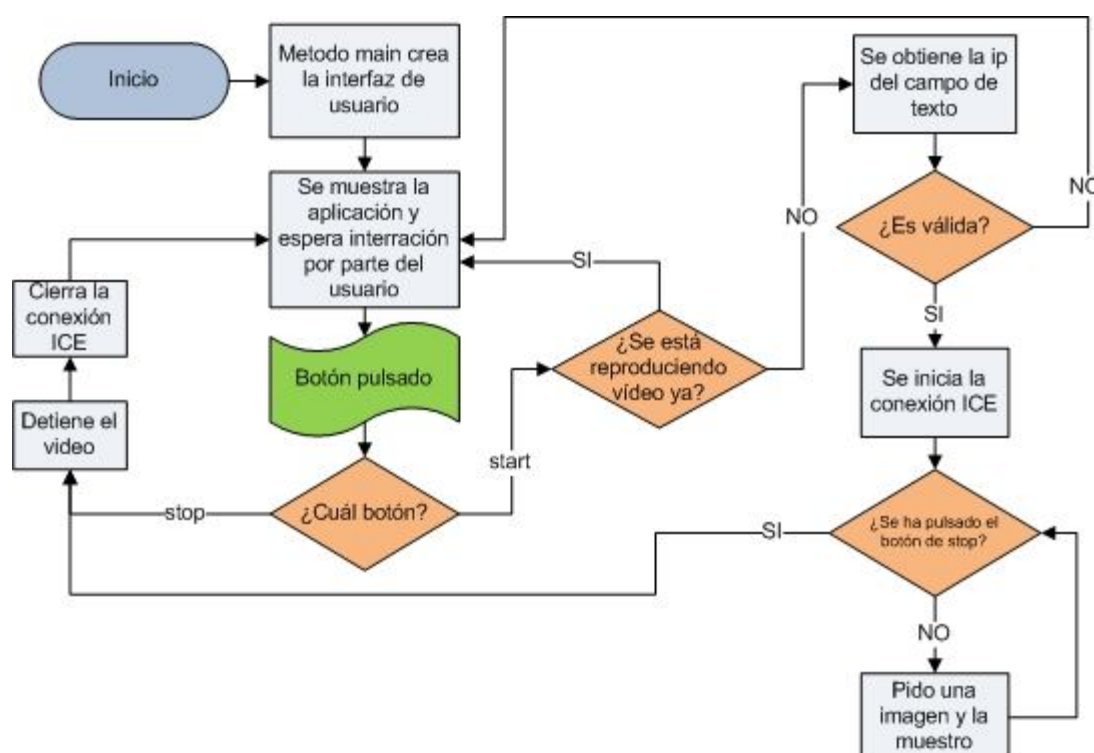 Inicio
Metodo main crea
la interfaz de
usuario
Se muestra la
aplicación y
espera interración
por parte del
usuario
Botón pulsado
¿Cuál botón?
stop
start
Detiene el
video
Cierra la
conexión
ICE
¿Se está
reproduciendo
vídeo ya?
SI
NO
Se obtiene la ip
del campo de
texto
¿Es válida?
NO
SI
Se inicia la
conexión ICE
¿Se ha pulsado el
botón de stop?
SI
NO
Pido una
imagen y la
muestro